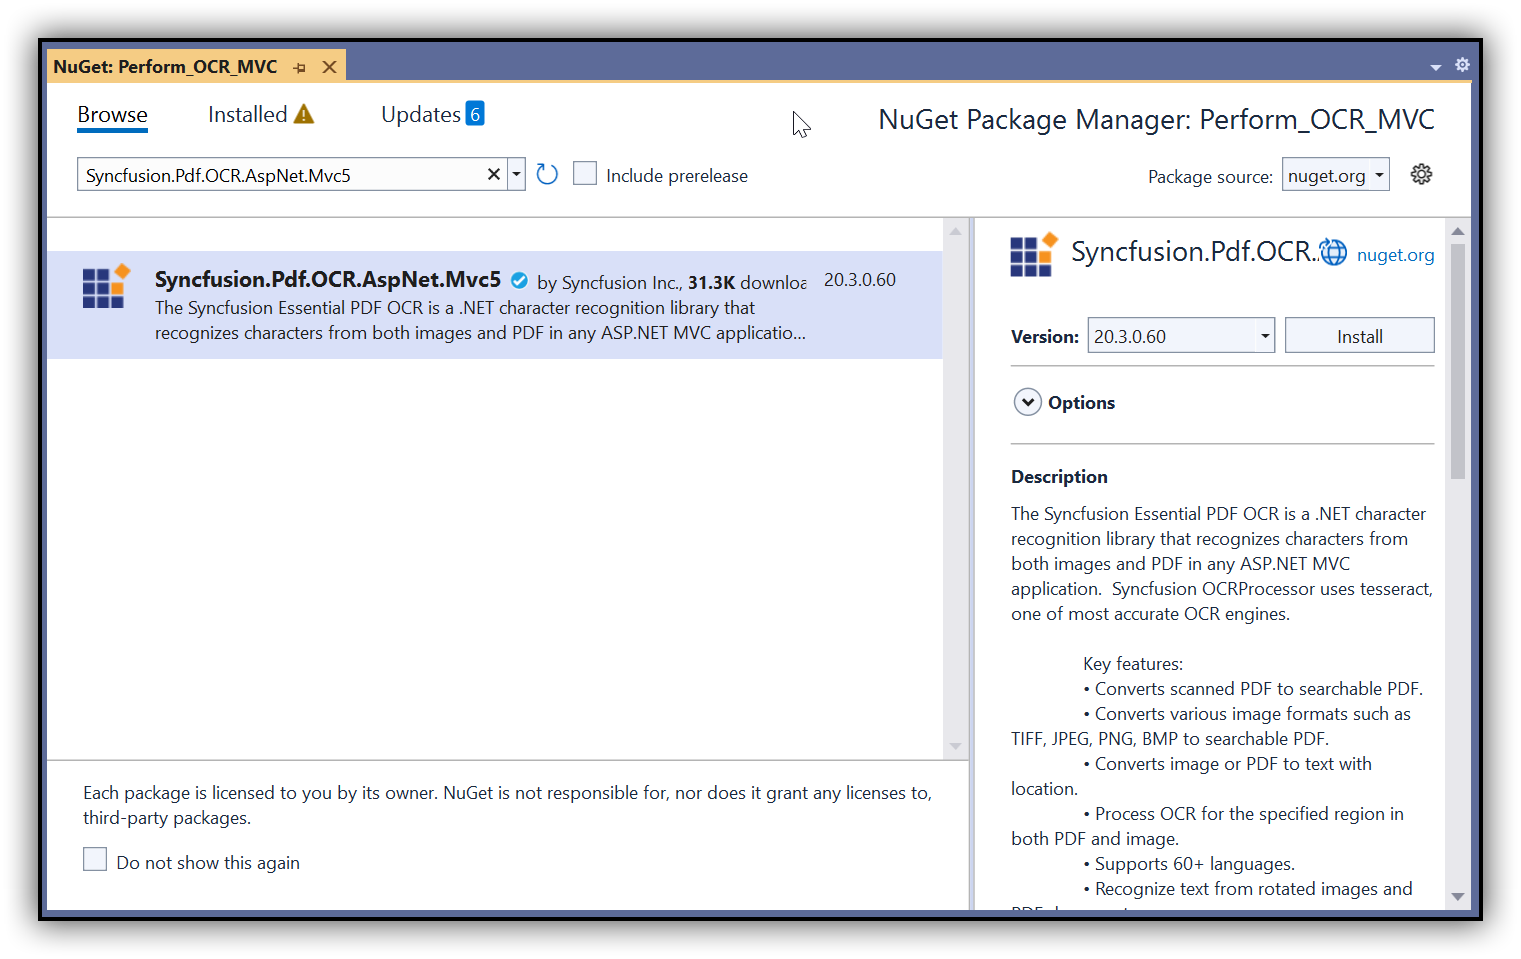 NuGet: Perform_OCR_MVC
Browse
Installed
Updates 6
NuGet Package Manager: Perform_OCR_MVC
Syncfusion.Pdf.OCR.AspNet.Mvc5
Include prerelease
Package source: nuget.org
Syncfusion.Pdf.OCR.AspNet.Mvc5 by Syncfusion Inc., 31.3K downloa 20.3.0.60
The Syncfusion Essential PDF OCR is a .NET character recognition library that
recognizes characters from both images and PDF in any ASP.NET MVC applicatio...
Each package is licensed to you by its owner. NuGet is not responsible for, nor does it grant any licenses to,
third-party packages.
Do not show this again
Syncfusion.Pdf.OCR.. nuget.org
Version: 20.3.0.60 Install
Options
Description
The Syncfusion Essential PDF OCR is a .NET character
recognition library that recognizes characters from
both images and PDF in any ASP.NET MVC
application. Syncfusion OCRProcessor uses tesseract,
one of most accurate OCR engines.
Key features:
• Converts scanned PDF to searchable PDF.
• Converts various image formats such as
TIFF, JPEG, PNG, BMP to searchable PDF.
• Converts image or PDF to text with
location.
• Process OCR for the specified region in
both PDF and image.
• Supports 60+ languages.
• Recognize text from rotated images and